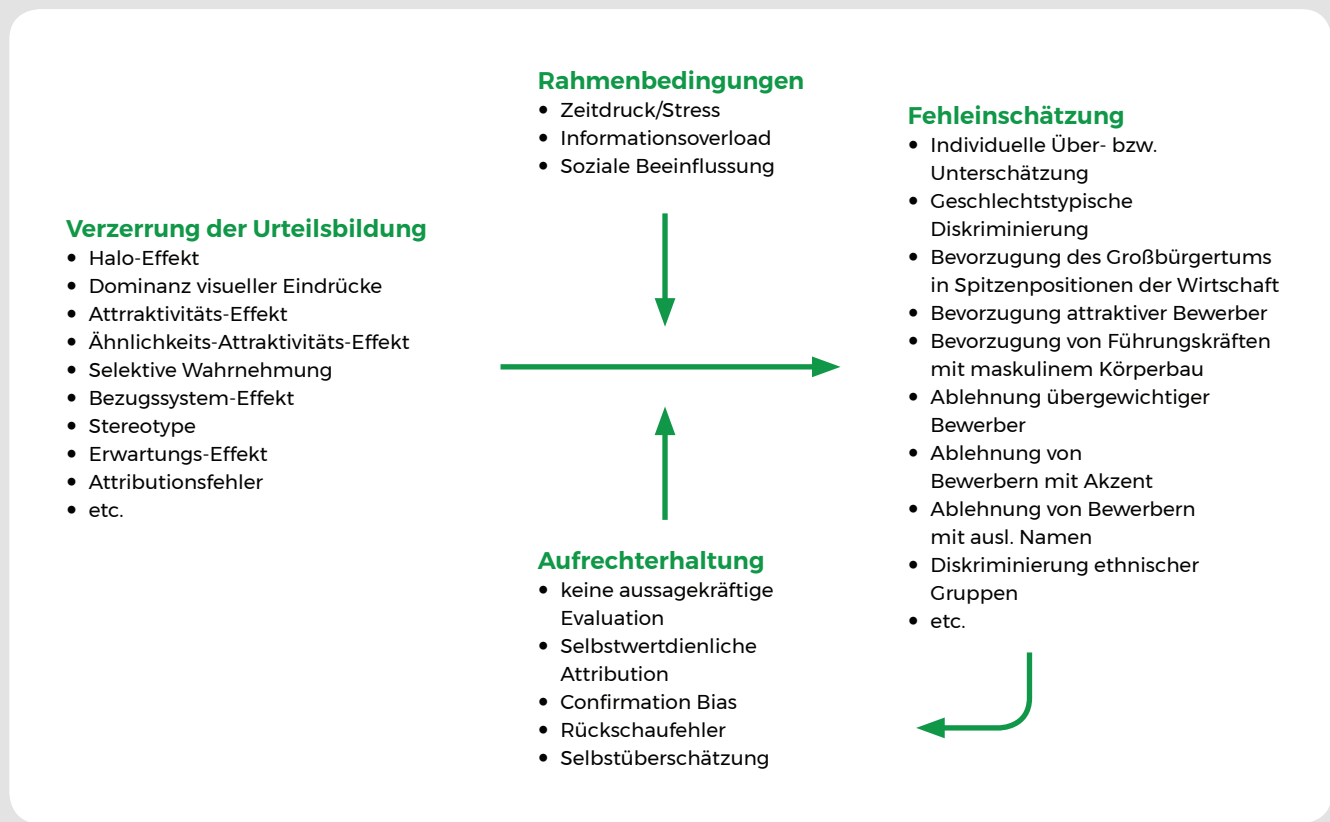 Rahmenbedingungen
• Zeitdruck/Stress
• Informationsoverload
• Soziale Beeinflussung
Verzerrung der Urteilsbildung
• Halo-Effekt
• Dominanz visueller Eindrücke
• Attrraktivitäts-Effekt
• Ähnlichkeits-Attraktivitäts-Effekt
• Selektive Wahrnehmung
• Bezugssystem-Effekt
• Stereotype
• Erwartungs-Effekt
• Attributionsfehler
• etc.
Aufrechterhaltung
• keine aussagekräftige
Evaluation
• Selbstwertdienliche
Attribution
• Confirmation Bias
• Rückschaufehler
• Selbstüberschätzung
Fehleinschätzung
• Individuelle Über- bzw.
Unterschätzung
• Geschlechtstypische
Diskriminierung
• Bevorzugung des Großbürgertums
in Spitzenpositionen der Wirtschaft
• Bevorzugung attraktiver Bewerber
• Bevorzugung von Führungskräften
mit maskulinem Körperbau
• Ablehnung übergewichtiger
Bewerber
• Ablehnung von
Bewerbern mit Akzent
• Ablehnung von Bewerbern
mit ausl. Namen
• Diskriminierung ethnischer
Gruppen
• etc.